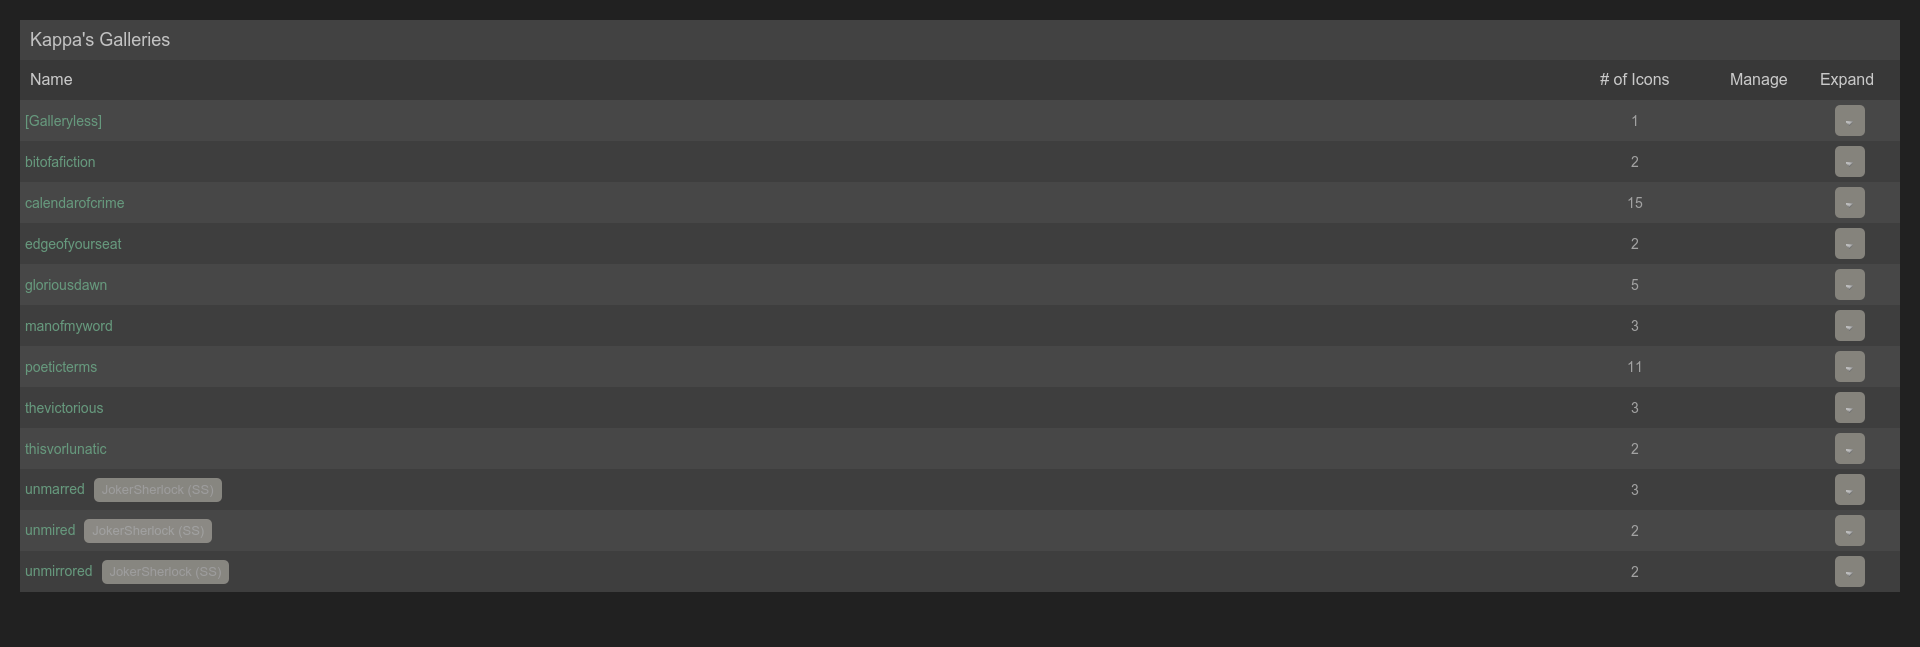 Kappa's Galleries
Name # of Icons Manage Expand
[Galleryless] 1 -
bitofafiction 2 -
calendarofcrime 15 -
edgeofyourseat 2 -
gloriousdawn 5 -
manofmyword 3 -
poeticterms 11 -
thevictorious 3 -
thisvorlunatic 2 -
unmarred JokerSherlock (SS) 3 -
unmired JokerSherlock (SS) 2 -
unmirrored JokerSherlock (SS) 2 -